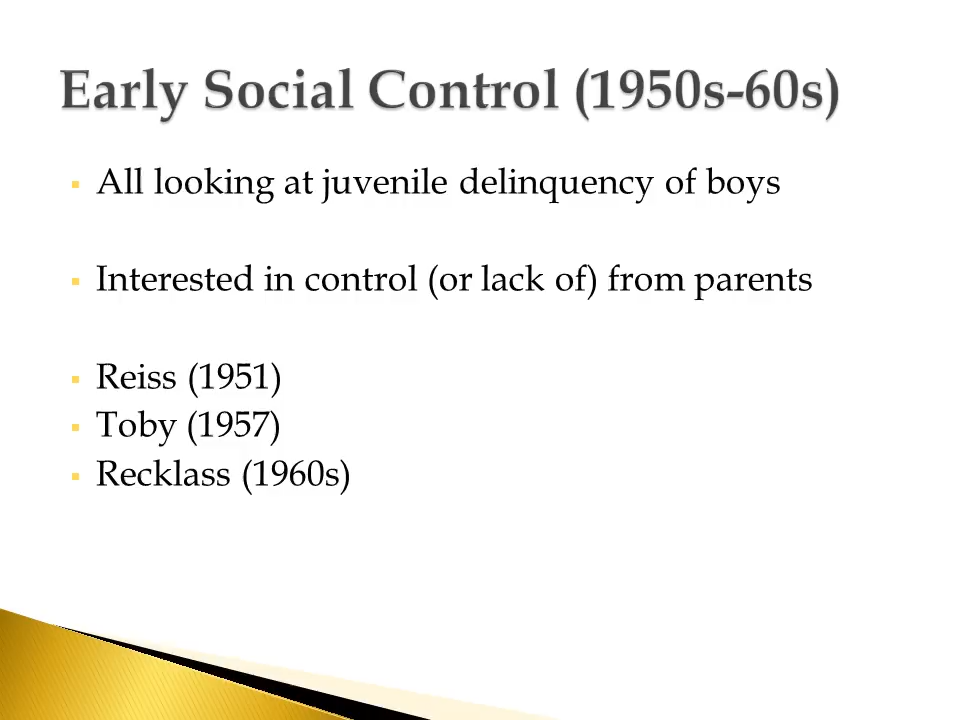 Early Social Control (1950s-60s)
▪ All looking at juvenile delinquency of boys
▪ Interested in control (or lack of) from parents
▪ Reiss (1951)
▪ Toby (1957)
▪ Recklass (1960s)